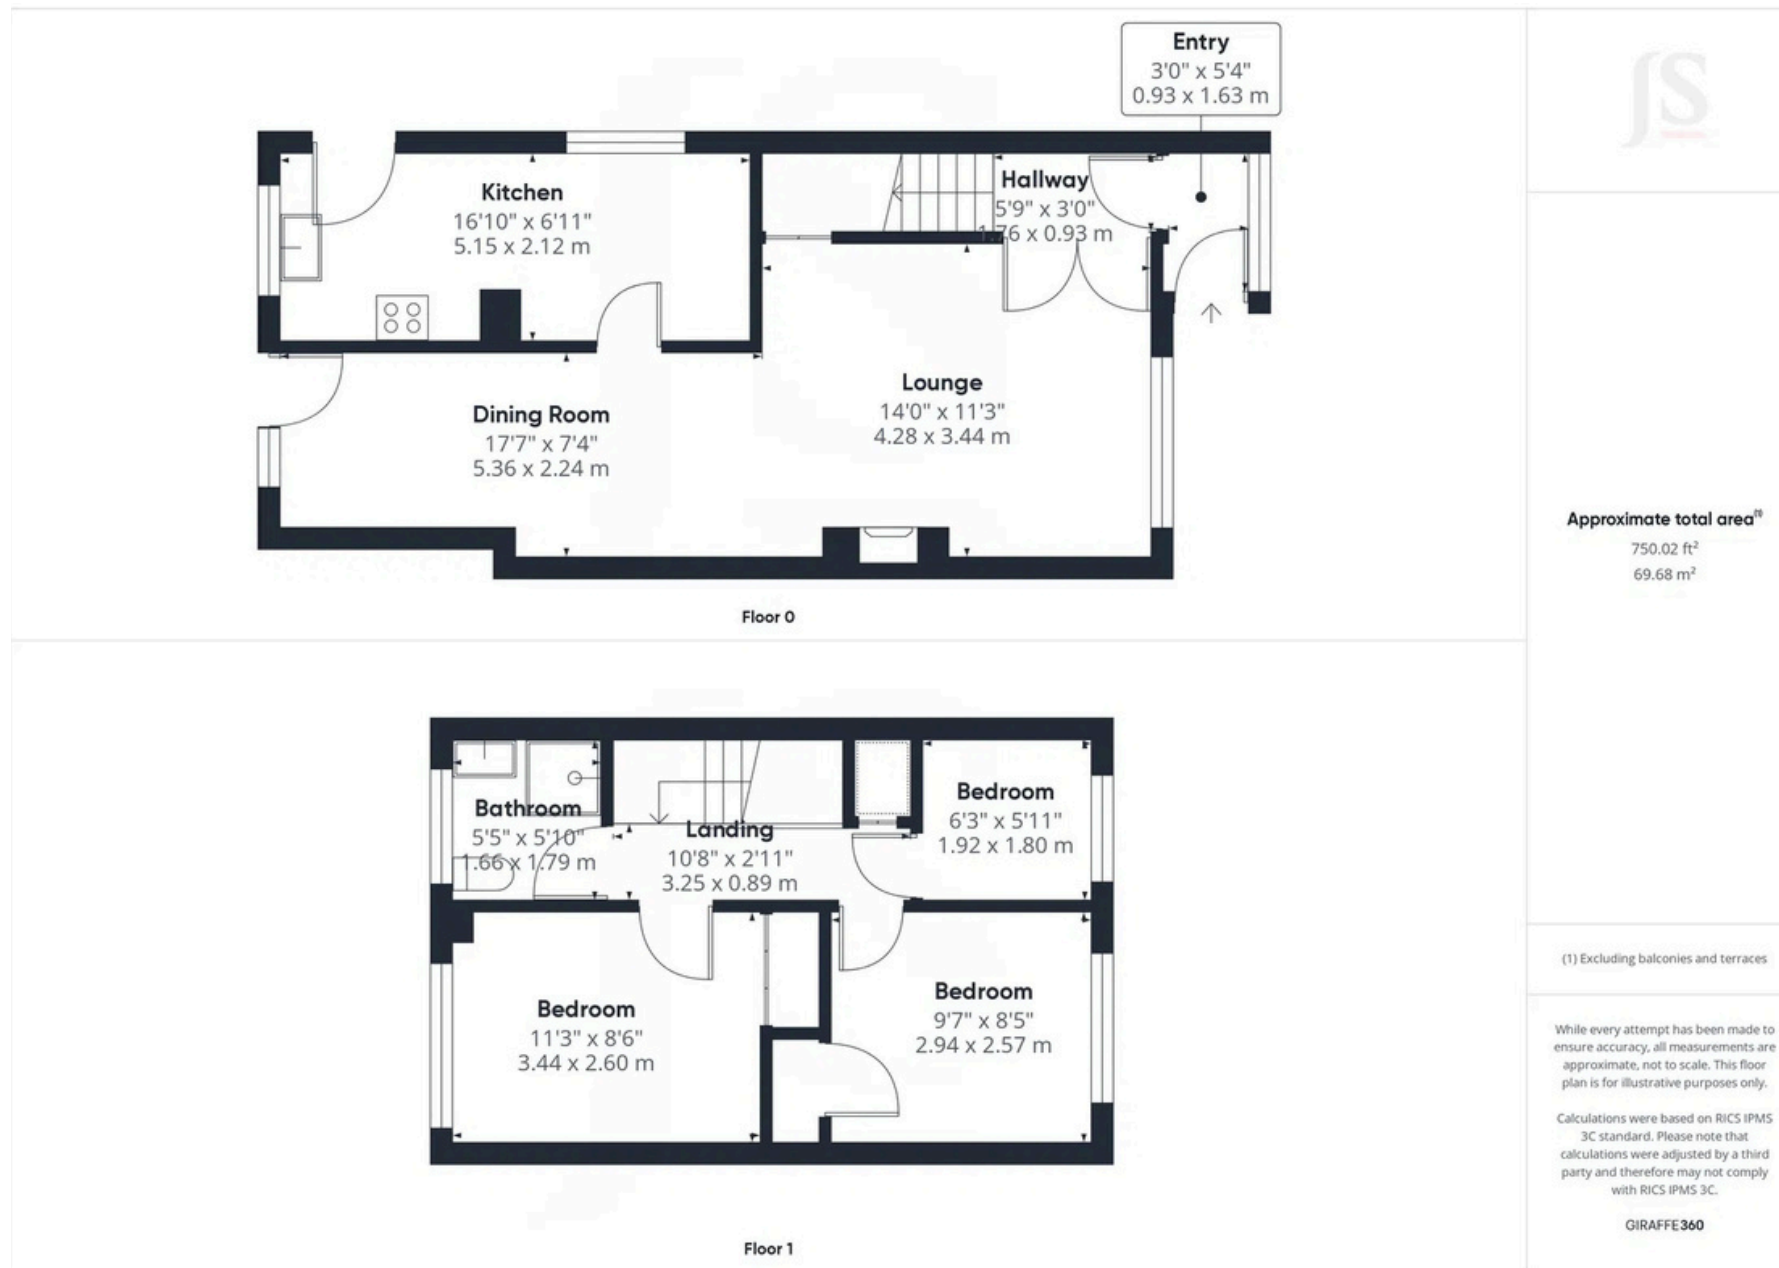 Entry
3'0" x 5'4"
0.93 x 1.63 m
JS
Kitchen
16'10" x 6'11"
5.15 x 2.12 m
Hallway
5'9" x 3'0"
1.76 x 0.93 m
Lounge
14'0" x 11'3"
4.28 x 3.44 m
Dining Room
17'7" x 7'4"
5.36 x 2.24 m
Floor 0
Approximate total area(1)
750.02 ft²
69.68 m²
Bathroom
5'5" x 5'10"
1.66 x 1.79 m
Landing
10'8" x 2'11"
3.25 x 0.89 m
Bedroom
6'3" x 5'11"
1.92 x 1.80 m
Bedroom
11'3" x 8'6"
3.44 x 2.60 m
Bedroom
9'7" x 8'5"
2.94 x 2.57 m
Floor 1
(1) Excluding balconies and terraces
While every attempt has been made to
ensure accuracy, all measurements are
approximate, not to scale. This floor
plan is for illustrative purposes only.
Calculations were based on RICS IPMS
3C standard. Please note that
calculations were adjusted by a third
party and therefore may not comply
with RICS IPMS 3C.
GIRAFFE360